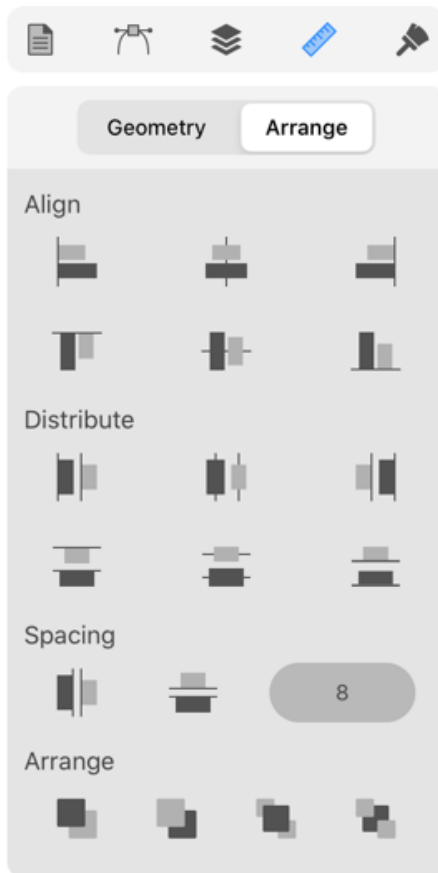 Geometry Arrange
Align
Distribute
Spacing
8
Arrange